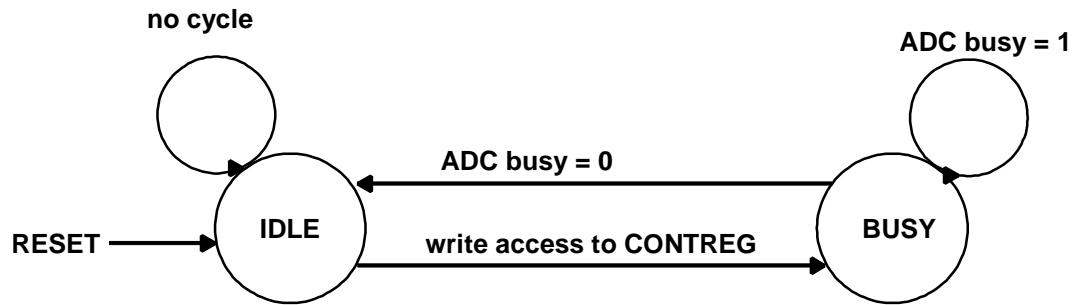 no cycle
ADC busy = 1
ADC busy = 0
RESET
IDLE
BUSY
write access to CONTREG